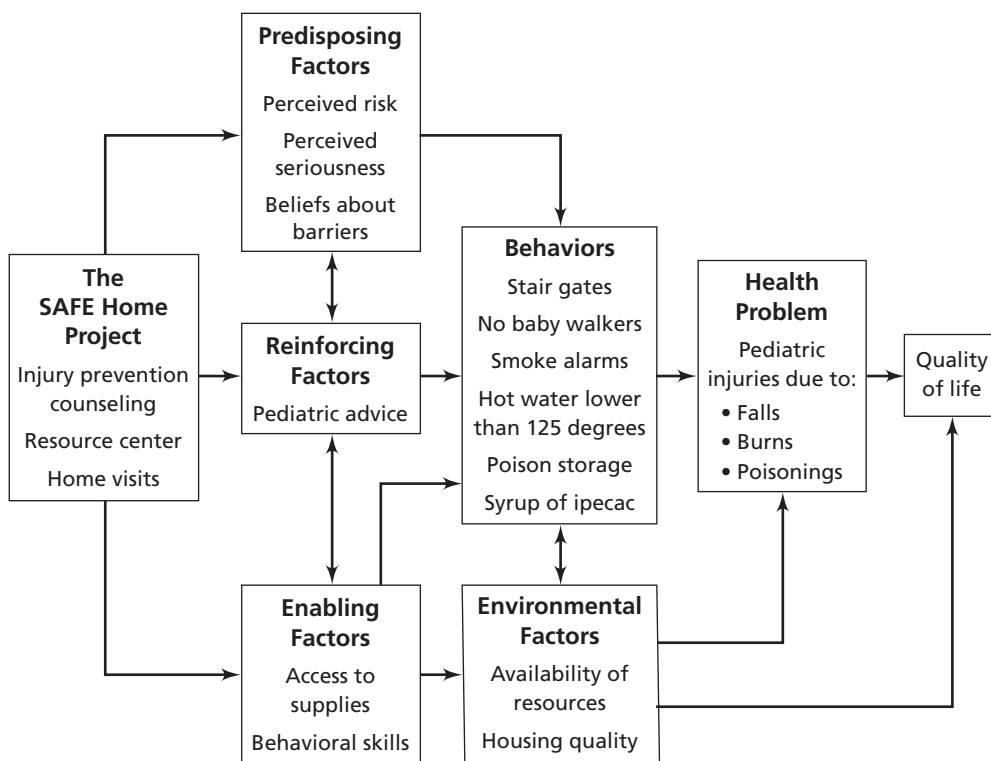 Predisposing
Factors
Perceived risk
Perceived
seriousness
Beliefs about
barriers
The
SAFE Home
Project
Injury prevention
counseling
Resource center
Home visits
Reinforcing
Factors
Pediatric advice
Enabling
Factors
Access to
supplies
Behavioral skills
Behaviors
Stair gates
No baby walkers
Smoke alarms
Hot water lower
than 125 degrees
Poison storage
Syrup of ipecac
Environmental
Factors
Availability of
resources
Housing quality
Health
Problem
Pediatric
injuries due to:
• Falls
• Burns
• Poisonings
Quality
of life